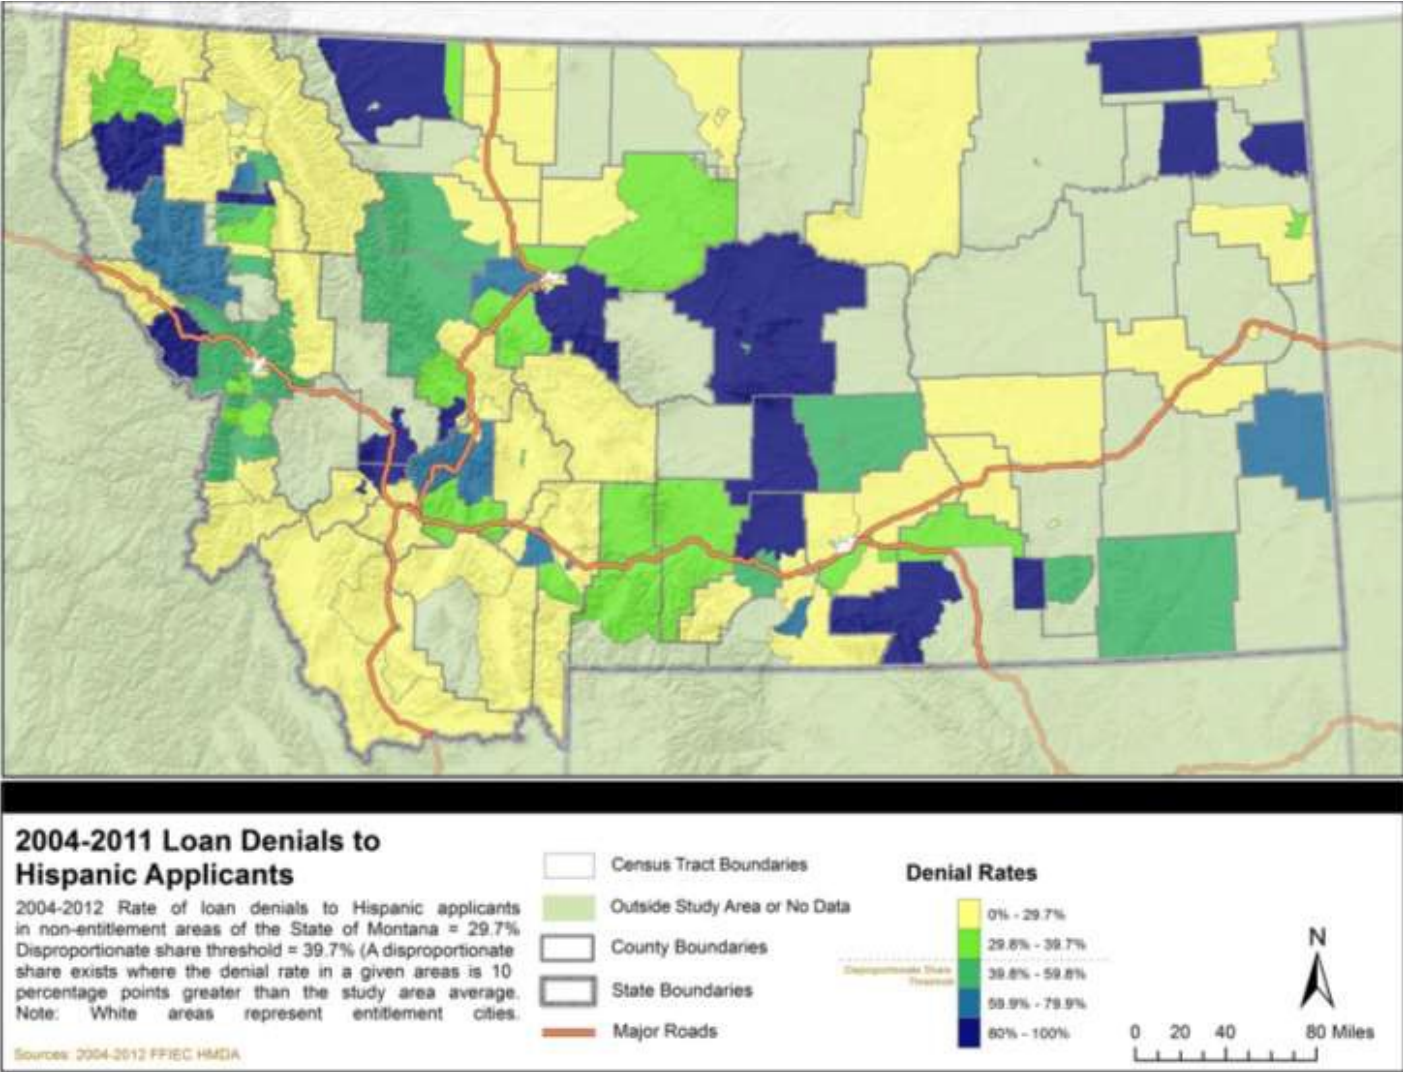 2004-2011 Loan Denials to
Hispanic Applicants
2004-2012 Rate of loan denials to Hispanic applicants
in non-entitlement areas of the State of Montana = 29.7%
Disproportionate share threshold = 39.7% (A disproportionate
share exists where the denial rate in a given areas is 10
percentage points greater than the study area average.
Note: White areas represent entitlement cities.
Sources: 2004-2012 FFIEC HMDA
Census Tract Boundaries
Outside Study Area or No Data
County Boundaries
State Boundaries
Major Roads
Denial Rates
0% - 29.7%
29.8% - 39.7%
Disproportionate Share
Threshold
39.8% - 59.8%
59.9% - 79.9%
80% - 100%
N
0 20 40 80 Miles